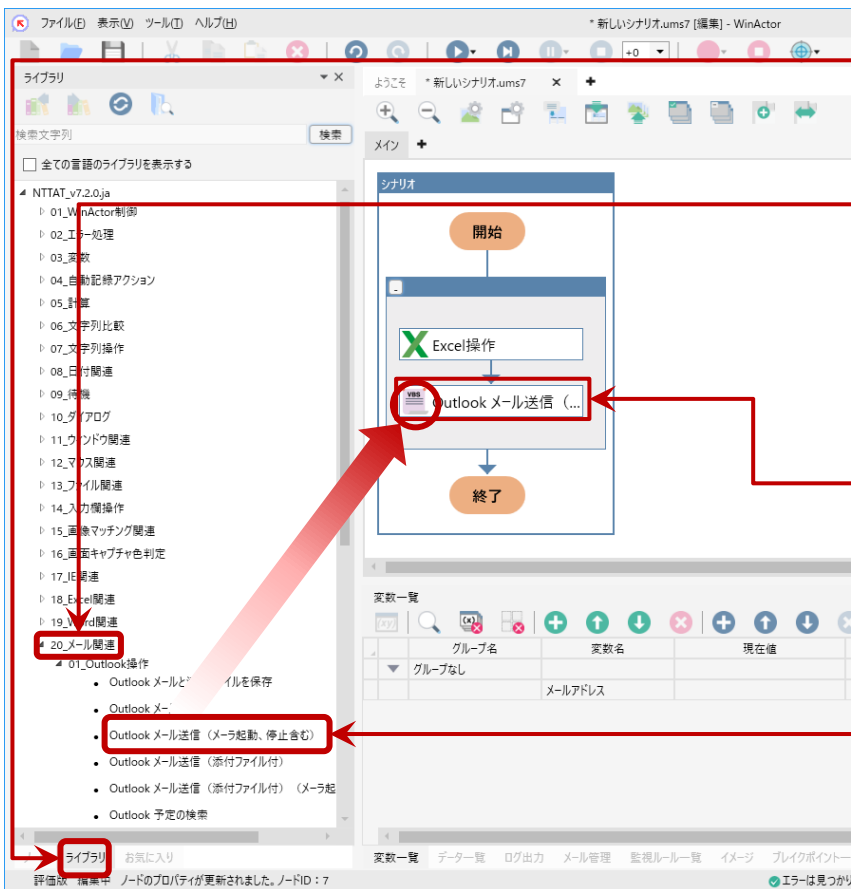 ファイル(F) 表示(V) ツール(T) ヘルプ(H)
* 新しいシナリオ.ums7 [編集] - WinActor
+0
ライブラリ
検索文字列
検索
全ての言語のライブラリを表示する
NTTAT_v7.2.0.ja
01_WinActor制御
02_エラー処理
03_変数
04_自動記録アクション
05_計算
06_文字列比較
07_文字列操作
08_日付関連
09_待機
10_ダイアログ
11_ウィンドウ関連
12_マウス関連
13_ファイル関連
14_入力欄操作
15_画像マッチング関連
16_画面キャプチャ色判定
17_IE関連
18_Excel関連
19_Word関連
20_メール関連
01_Outlook操作
Outlook メールと ファイルを保存
Outlook メー
Outlook メール送信（メーラ起動、停止含む）
Outlook メール送信（添付ファイル付）
Outlook メール送信（添付ファイル付）（メーラ起
Outlook 予定の検索
ライブラリ お気に入り
ようこそ * 新しいシナリオ.ums7
メイン
シナリオ
開始
-
Excel操作
VBS
Outlook メール送信（...
終了
変数一覧
グループ名 変数名 現在値
グループなし
メールアドレス
変数一覧 データ一覧 ログ出力 メール管理 監視ルール一覧 イメージ ブレイクポイント一
評価版 編集中 ノードのプロパティが更新されました。ノードID：7
エラーは見つかり